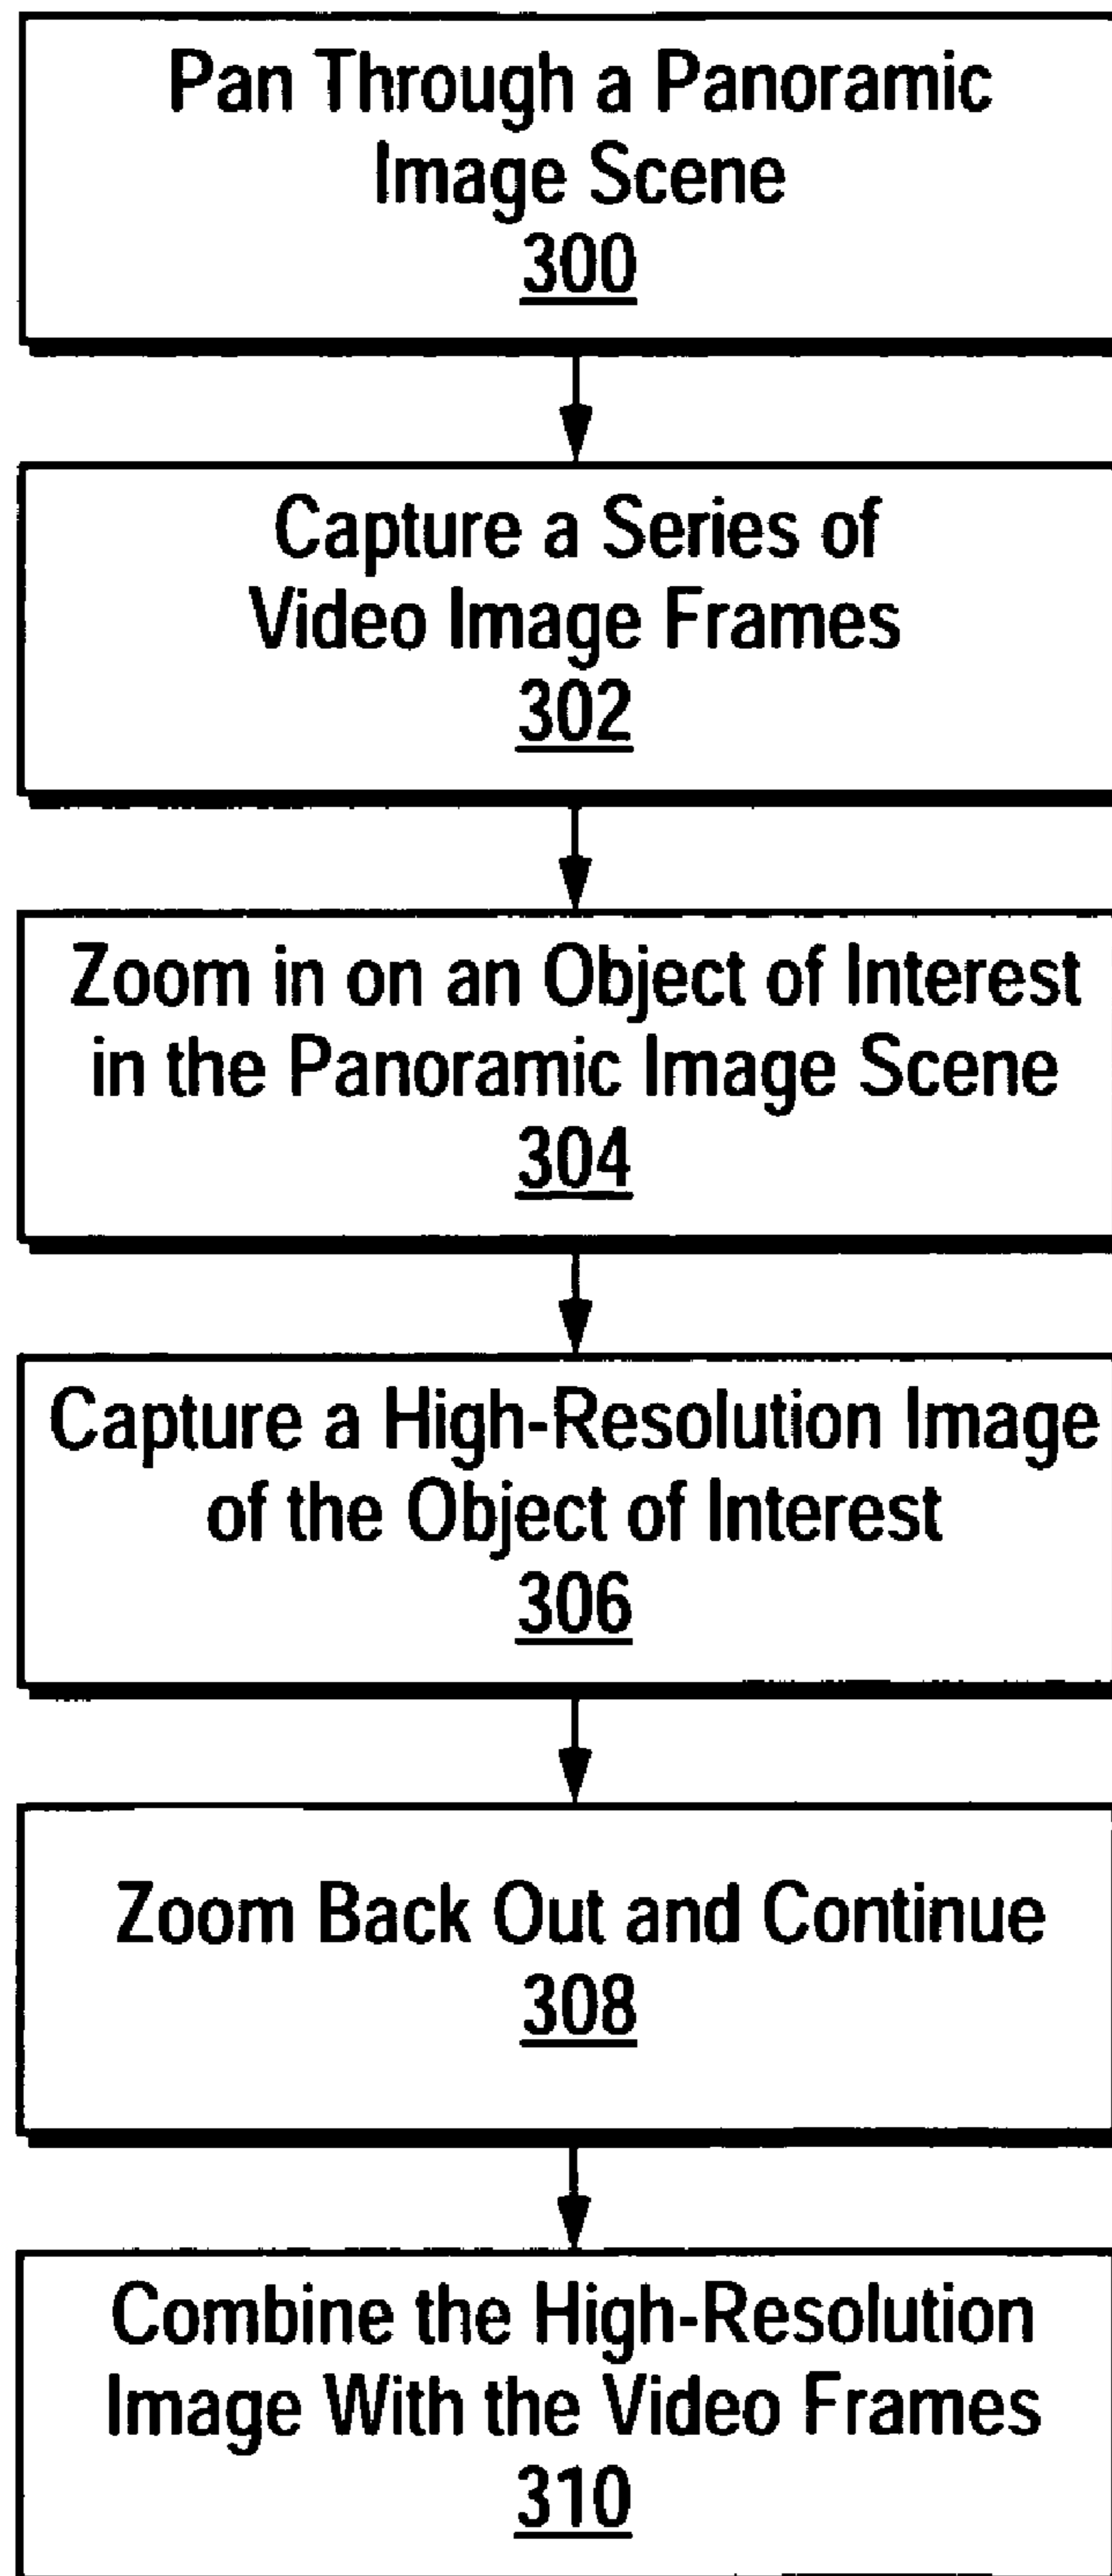 Pan Through a Panoramic
Image Scene
300
Capture a Series of
Video Image Frames
302
Zoom in on an Object of Interest
in the Panoramic Image Scene
304
Capture a High-Resolution Image
of the Object of Interest
306
Zoom Back Out and Continue
308
Combine the High-Resolution
Image With the Video Frames
310